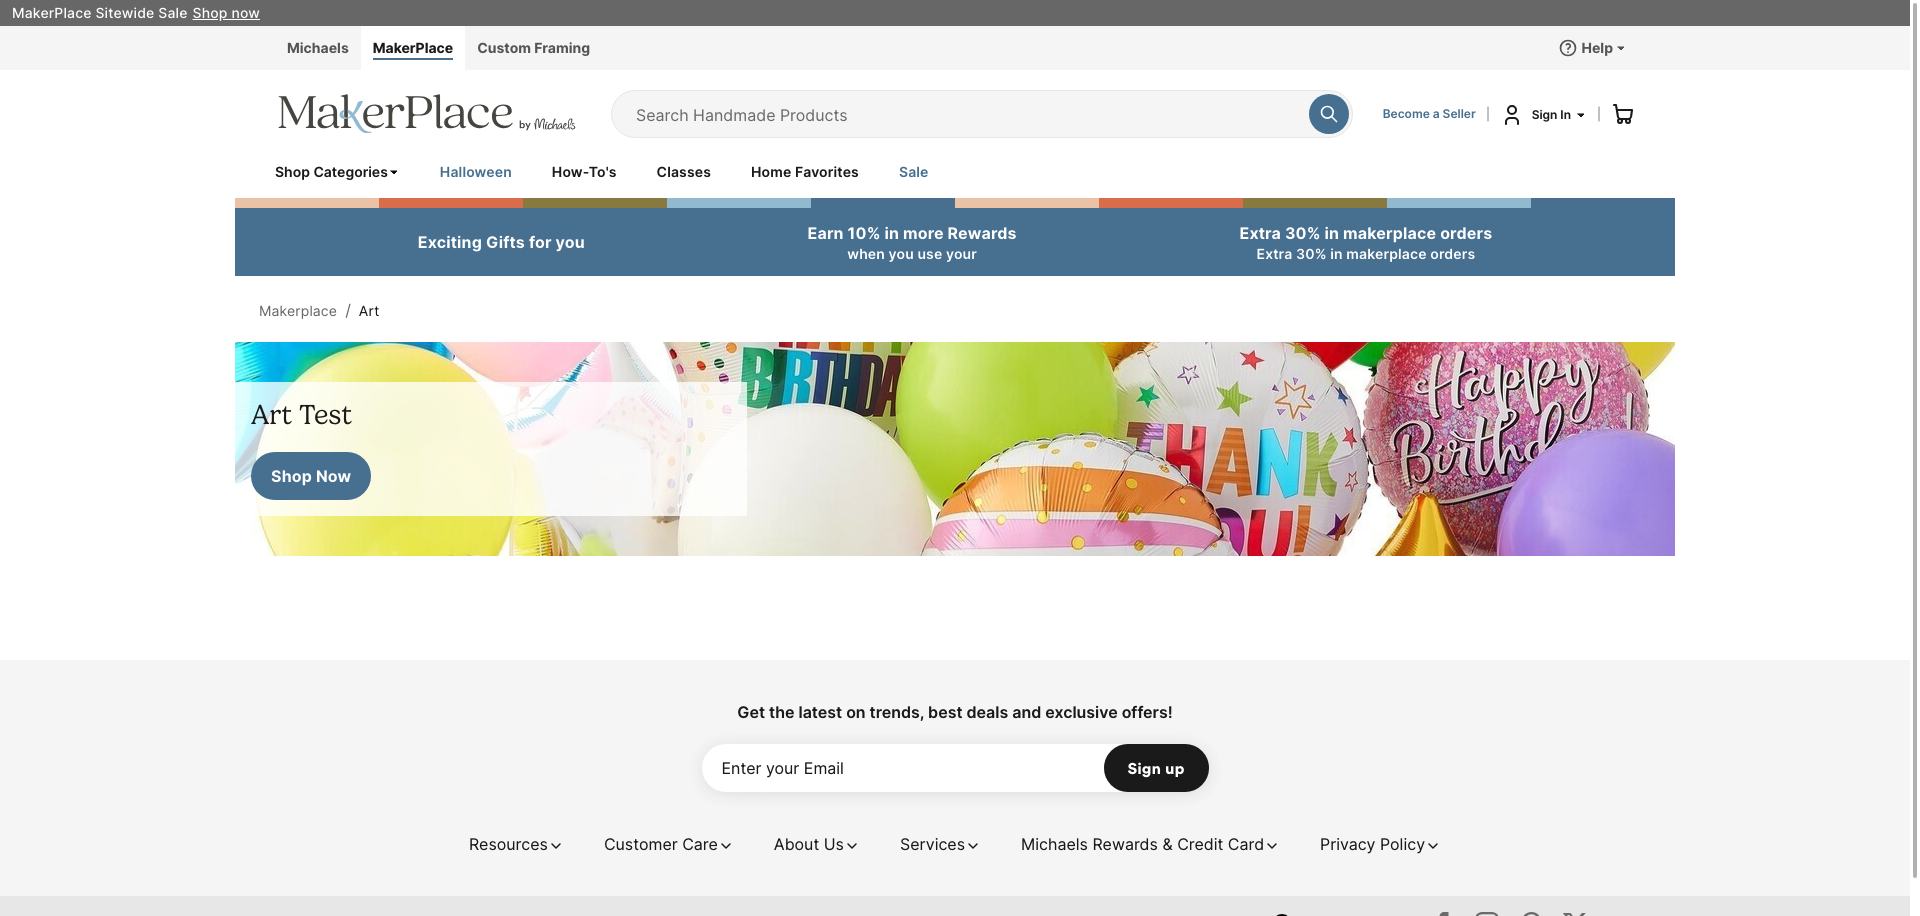 MakerPlace Sitewide Sale Shop now
Michaels MakerPlace Custom Framing Help
MakerPlace by Michaels Search Handmade Products Become a Seller Sign In
Shop Categories Halloween How-To's Classes Home Favorites Sale
Exciting Gifts for you
Earn 10% in more Rewards
when you use your
Extra 30% in makerplace orders
Extra 30% in makerplace orders
Makerplace / Art
BIRTHDA
Happy
Birthday!
THANK
YOU!
Art Test
Shop Now
Get the latest on trends, best deals and exclusive offers!
Enter your Email Sign up
Resources Customer Care About Us Services Michaels Rewards & Credit Card Privacy Policy